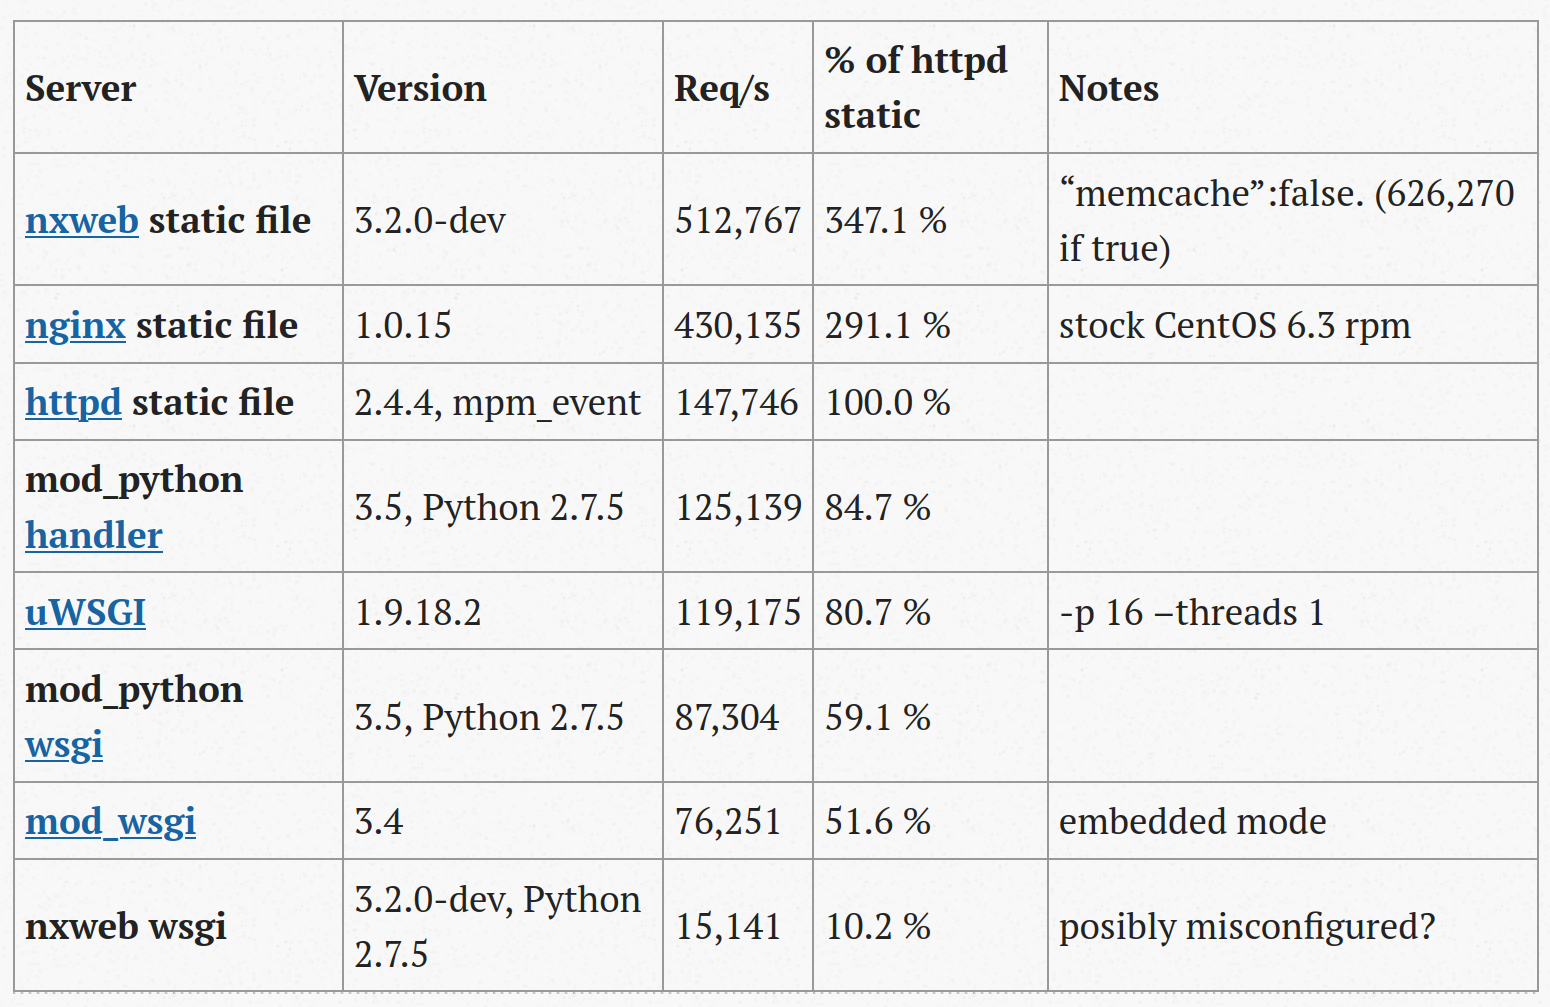 Server Version Req/s % of httpd static Notes
nxweb static file 3.2.0-dev 512,767 347.1 % “memcache”:false. (626,270 if true)
nginx static file 1.0.15 430,135 291.1 % stock CentOS 6.3 rpm
httpd static file 2.4.4, mpm_event 147,746 100.0 %
mod_python handler 3.5, Python 2.7.5 125,139 84.7 %
uWSGI 1.9.18.2 119,175 80.7 % -p 16 –threads 1
mod_python wsgi 3.5, Python 2.7.5 87,304 59.1 %
mod_wsgi 3.4 76,251 51.6 % embedded mode
nxweb wsgi 3.2.0-dev, Python 2.7.5 15,141 10.2 % posibly misconfigured?